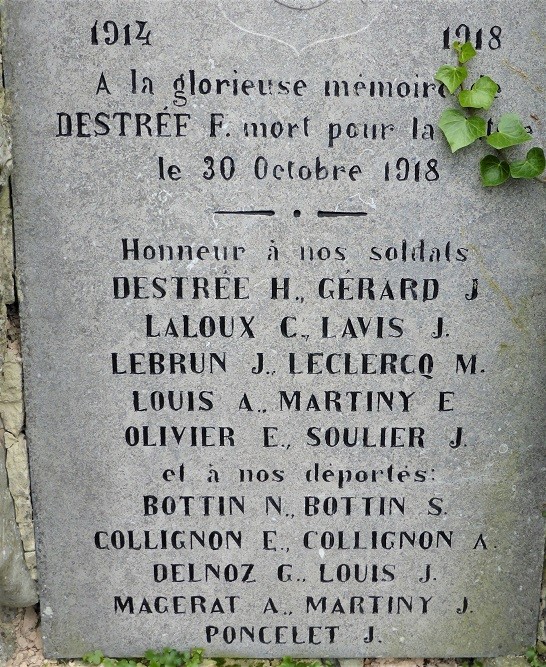 1914 1918
A la glorieuse mémoire de
DESTRÉE F. mort pour la
le 30 Octobre 1918
Honneur à nos soldats
DESTRÉE H., GÉRARD J
LALOUX C., LAVIS J.
LEBRUN J., LECLERCQ M.
LOUIS A., MARTINY E
OLIVIER E., SOULIER J.
et à nos déportés:
BOTTIN N., BOTTIN S.
COLLIGNON E., COLLIGNON A.
DELNOZ G., LOUIS J.
MAGERAT A., MARTINY J.
PONCELET J.